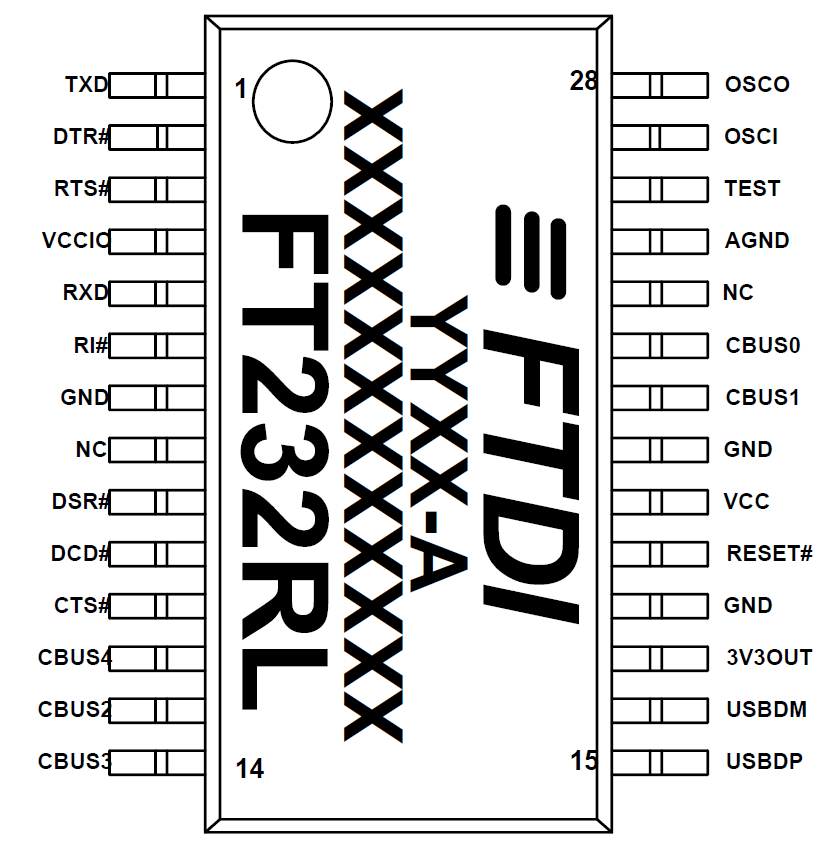 TXD
DTR#
RTS#
VCCIO
RXD
RI#
GND
NC
DSR#
DCD#
CTS#
CBUS4
CBUS2
CBUS3
1
14
FTDI
YYXX-A
XXXXXXXXXXXX
FT232RL
28
15
OSCO
OSCI
TEST
AGND
NC
CBUS0
CBUS1
GND
VCC
RESET#
GND
3V3OUT
USBDM
USBDP